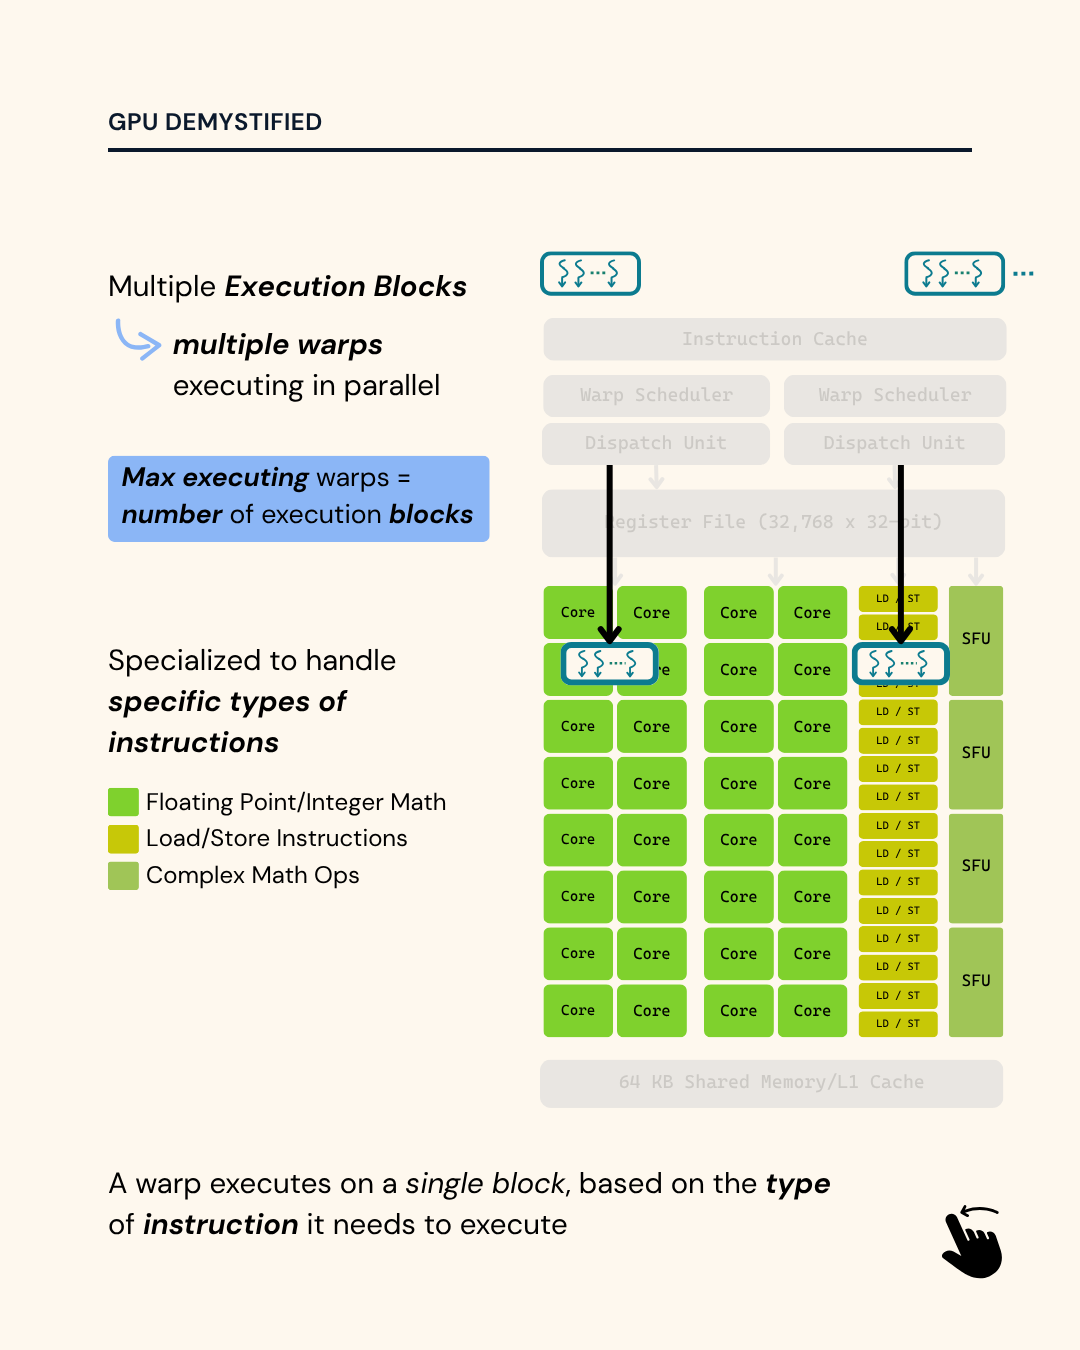 GPU DEMYSTIFIED
Multiple Execution Blocks
multiple warps
executing in parallel
Max executing warps =
number of execution blocks
Specialized to handle
specific types of
instructions
Floating Point/Integer Math
Load/Store Instructions
Complex Math Ops
...
Instruction Cache
Warp Scheduler Warp Scheduler
Dispatch Unit Dispatch Unit
Register File (32,768 x 32-bit)
Core Core Core Core LD / ST
LD / ST
SFU
Core Core
LD / ST
Core Core Core Core LD / ST
LD / ST
SFU
Core Core Core Core LD / ST
LD / ST
Core Core Core Core LD / ST
LD / ST
SFU
Core Core Core Core LD / ST
LD / ST
Core Core Core Core LD / ST
LD / ST
SFU
Core Core Core Core LD / ST
LD / ST
64 KB Shared Memory/L1 Cache
A warp executes on a single block, based on the type
of instruction it needs to execute